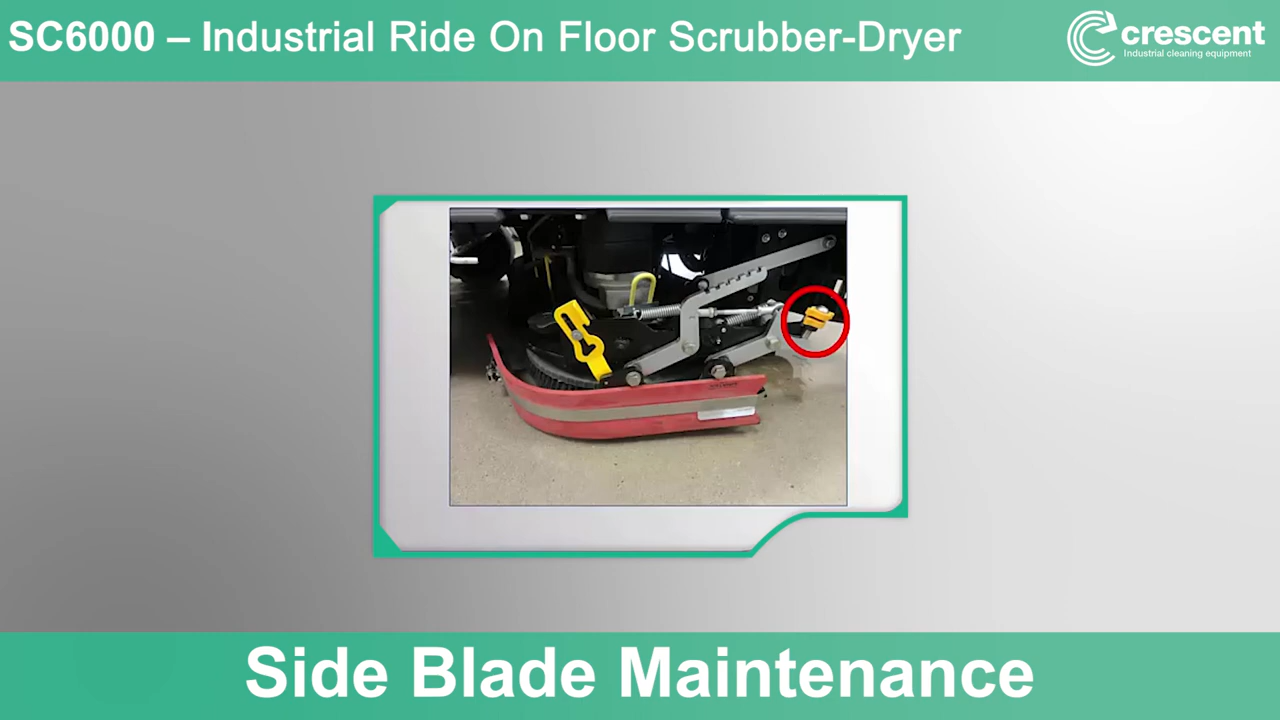 SC6000 – Industrial Ride On Floor Scrubber-Dryer
crescent
Industrial cleaning equipment
Side Blade Maintenance